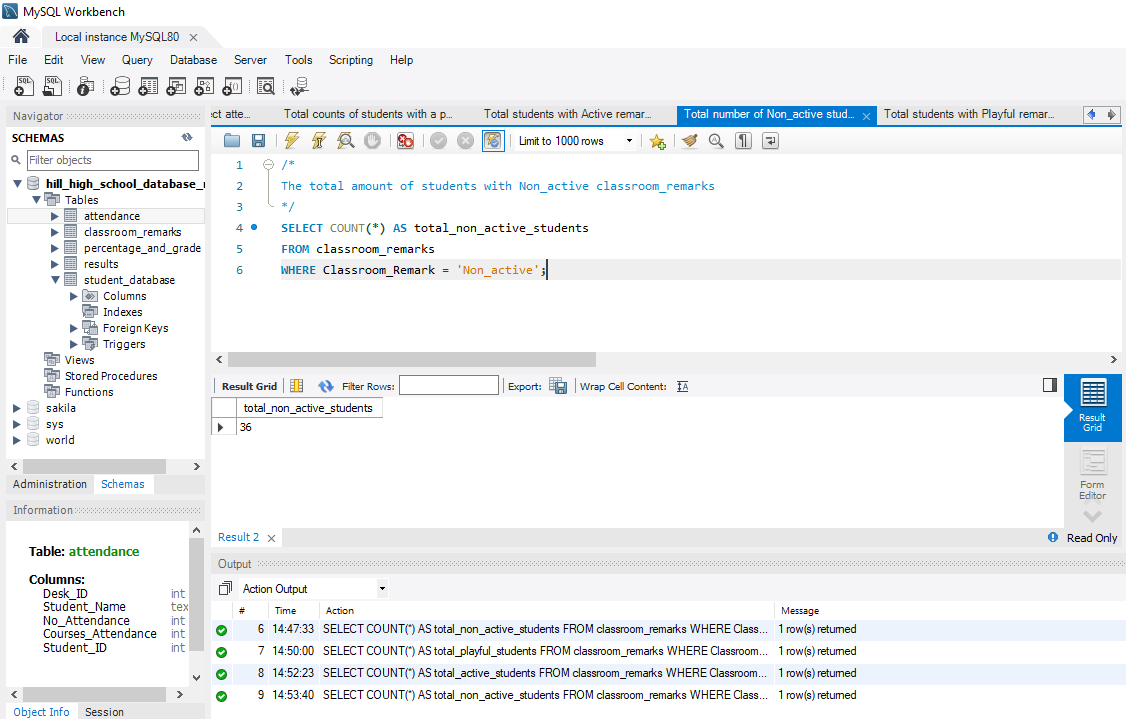 MySQL Workbench
Local instance MySQL80
File Edit View Query Database Server Tools Scripting Help
Navigator
SCHEMAS
Filter objects
hill_high_school_database_
Tables
attendance
classroom_remarks
percentage_and_grade
results
student_database
Columns
Indexes
Foreign Keys
Triggers
Views
Stored Procedures
Functions
sakila
sys
world
Administration Schemas
Information
Table: attendance
Columns:
Desk_ID int
Student_Name tex
No_Attendance int
Courses_Attendance int
Student_ID int
Object Info Session
ect atte... Total counts of students with a p... Total students with Active remar... Total number of Non_active stud... Total students with Playful remar...
Limit to 1000 rows
1 /*
2 The total amount of students with Non_active classroom_remarks
3 */
4 SELECT COUNT(*) AS total_non_active_students
5 FROM classroom_remarks
6 WHERE Classroom_Remark = 'Non_active';
Result Grid Filter Rows: Export: Wrap Cell Content:
total_non_active_students
36
Result Grid
Form Editor
Result 2 Read Only
Output
Action Output
# Time Action Message
6 14:47:33 SELECT COUNT(*) AS total_non_active_students FROM classroom_remarks WHERE Class... 1 row(s) returned
7 14:50:00 SELECT COUNT(*) AS total_playful_students FROM classroom_remarks WHERE Classroom... 1 row(s) returned
8 14:52:23 SELECT COUNT(*) AS total_active_students FROM classroom_remarks WHERE Classroom... 1 row(s) returned
9 14:53:40 SELECT COUNT(*) AS total_non_active_students FROM classroom_remarks WHERE Class... 1 row(s) returned